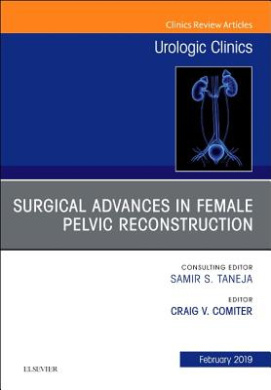 Clinics Review Articles
Urologic Clinics
SURGICAL ADVANCES IN FEMALE
PELVIC RECONSTRUCTION
CONSULTING EDITOR
SAMIR S. TANEJA
EDITOR
CRAIG V. COMITER
ELSEVIER
February 2019